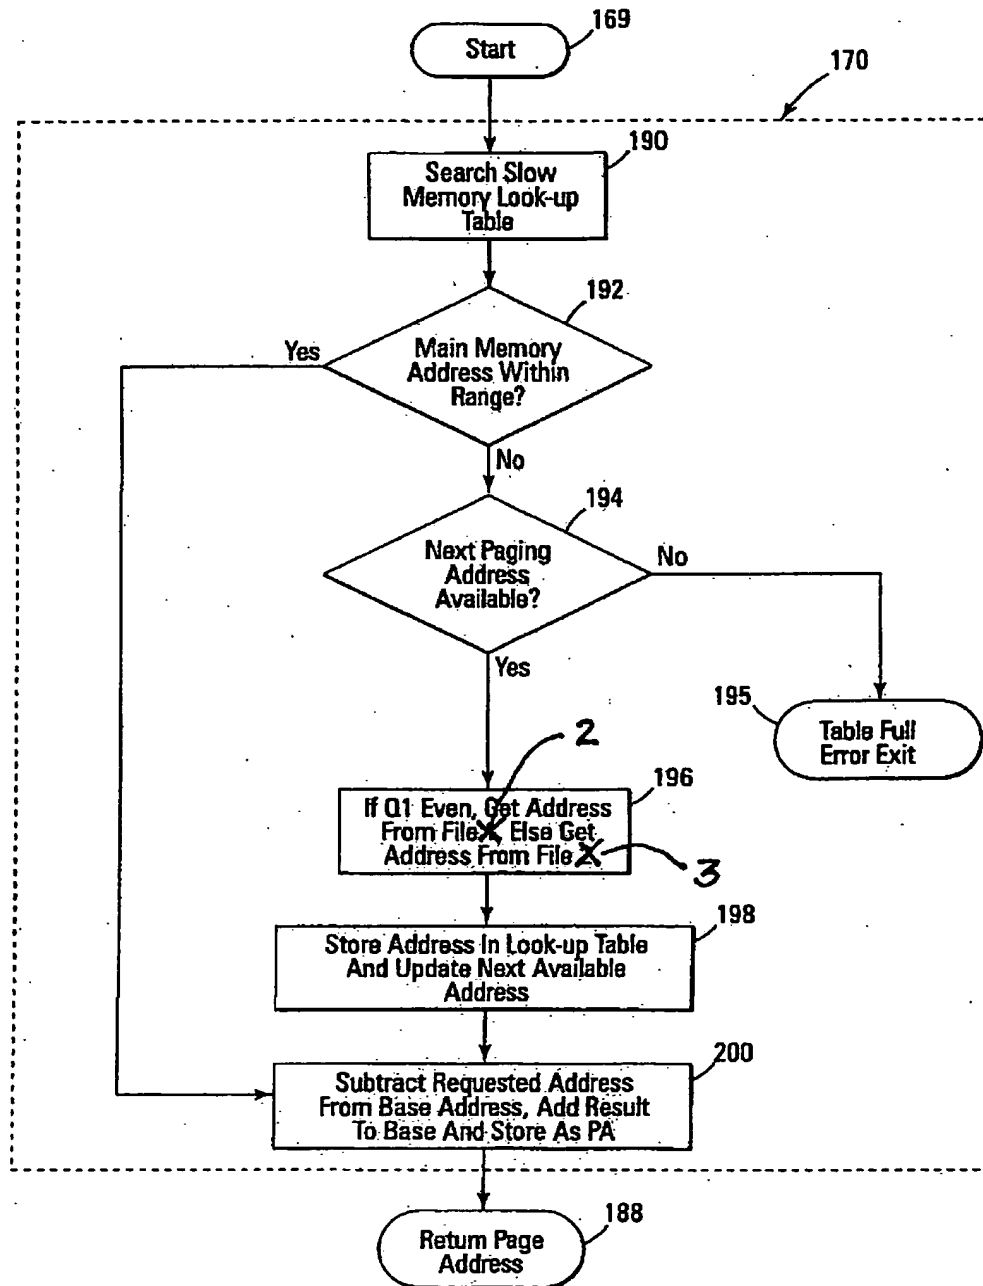 169
Start
170
190
Search Slow
Memory Look-up
Table
192
Yes
Main Memory
Address Within
Range?
No
194
Next Paging
Address
Available?
No
Yes
195
Table Full
Error Exit
2
196
If Q1 Even, Get Address
From File , Else Get
Address From File
3
198
Store Address In Look-up Table
And Update Next Available
Address
200
Subtract Requested Address
From Base Address, Add Result
To Base And Store As PA
188
Return Page
Address